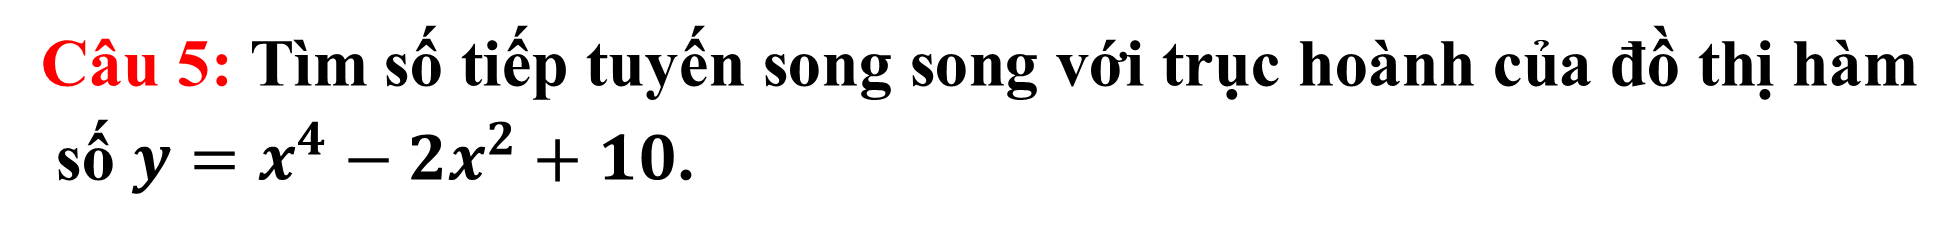 Câu 5: Tìm số tiếp tuyến song song với trục hoành của đồ thị hàm
số y = x⁴ − 2x² + 10.